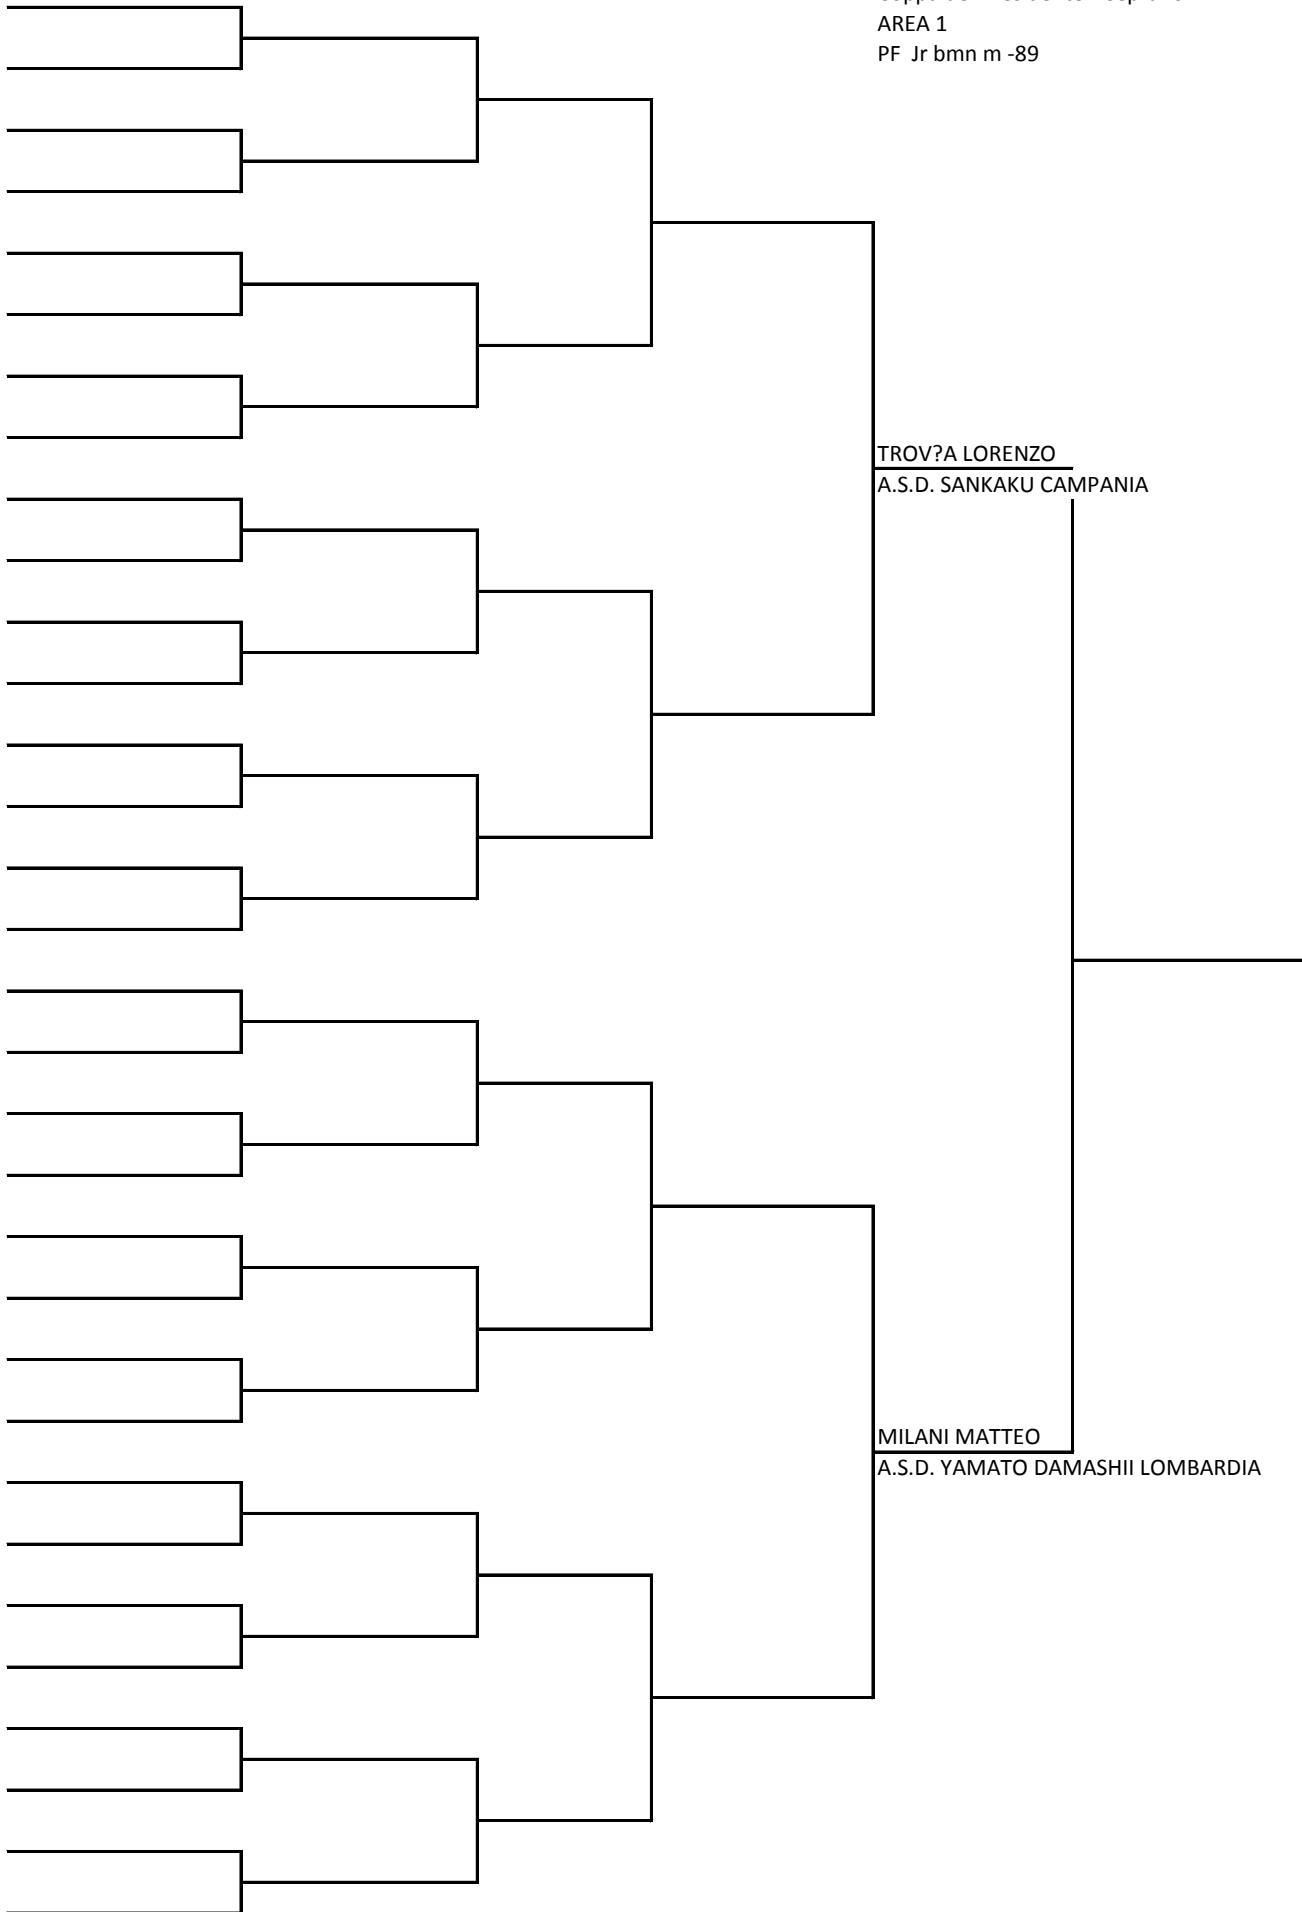 AREA 1
PF Jr bmn m -89
TROV?A LORENZO
A.S.D. SANKAKU CAMPANIA
MILANI MATTEO
A.S.D. YAMATO DAMASHII LOMBARDIA